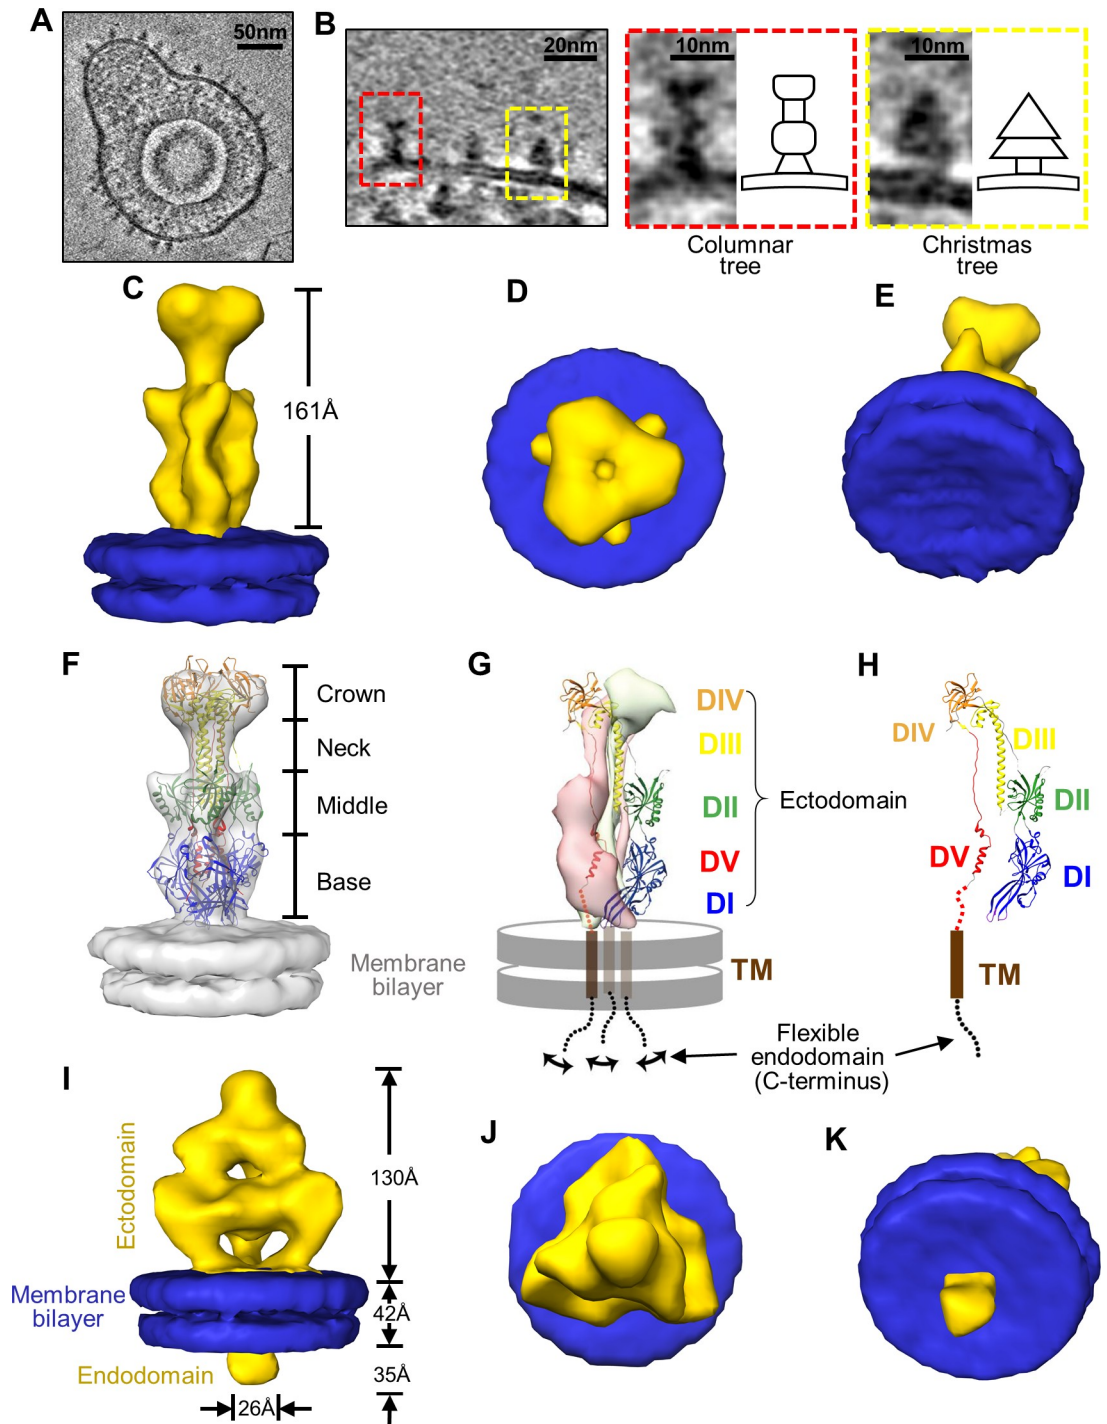 A
50nm
B
20nm
10nm
10nm
Columnar
tree
Christmas
tree
C
161Å
D
E
F
Crown
Neck
Middle
Base
Membrane
bilayer
G
DIV
DIII
DII
DV
DI
Ectodomain
TM
Flexible
endodomain
(C-terminus)
H
DIV
DIII
DII
DV
DI
TM
I
Ectodomain
130Å
Membrane
bilayer
42Å
Endodomain
35Å
26Å
J
K